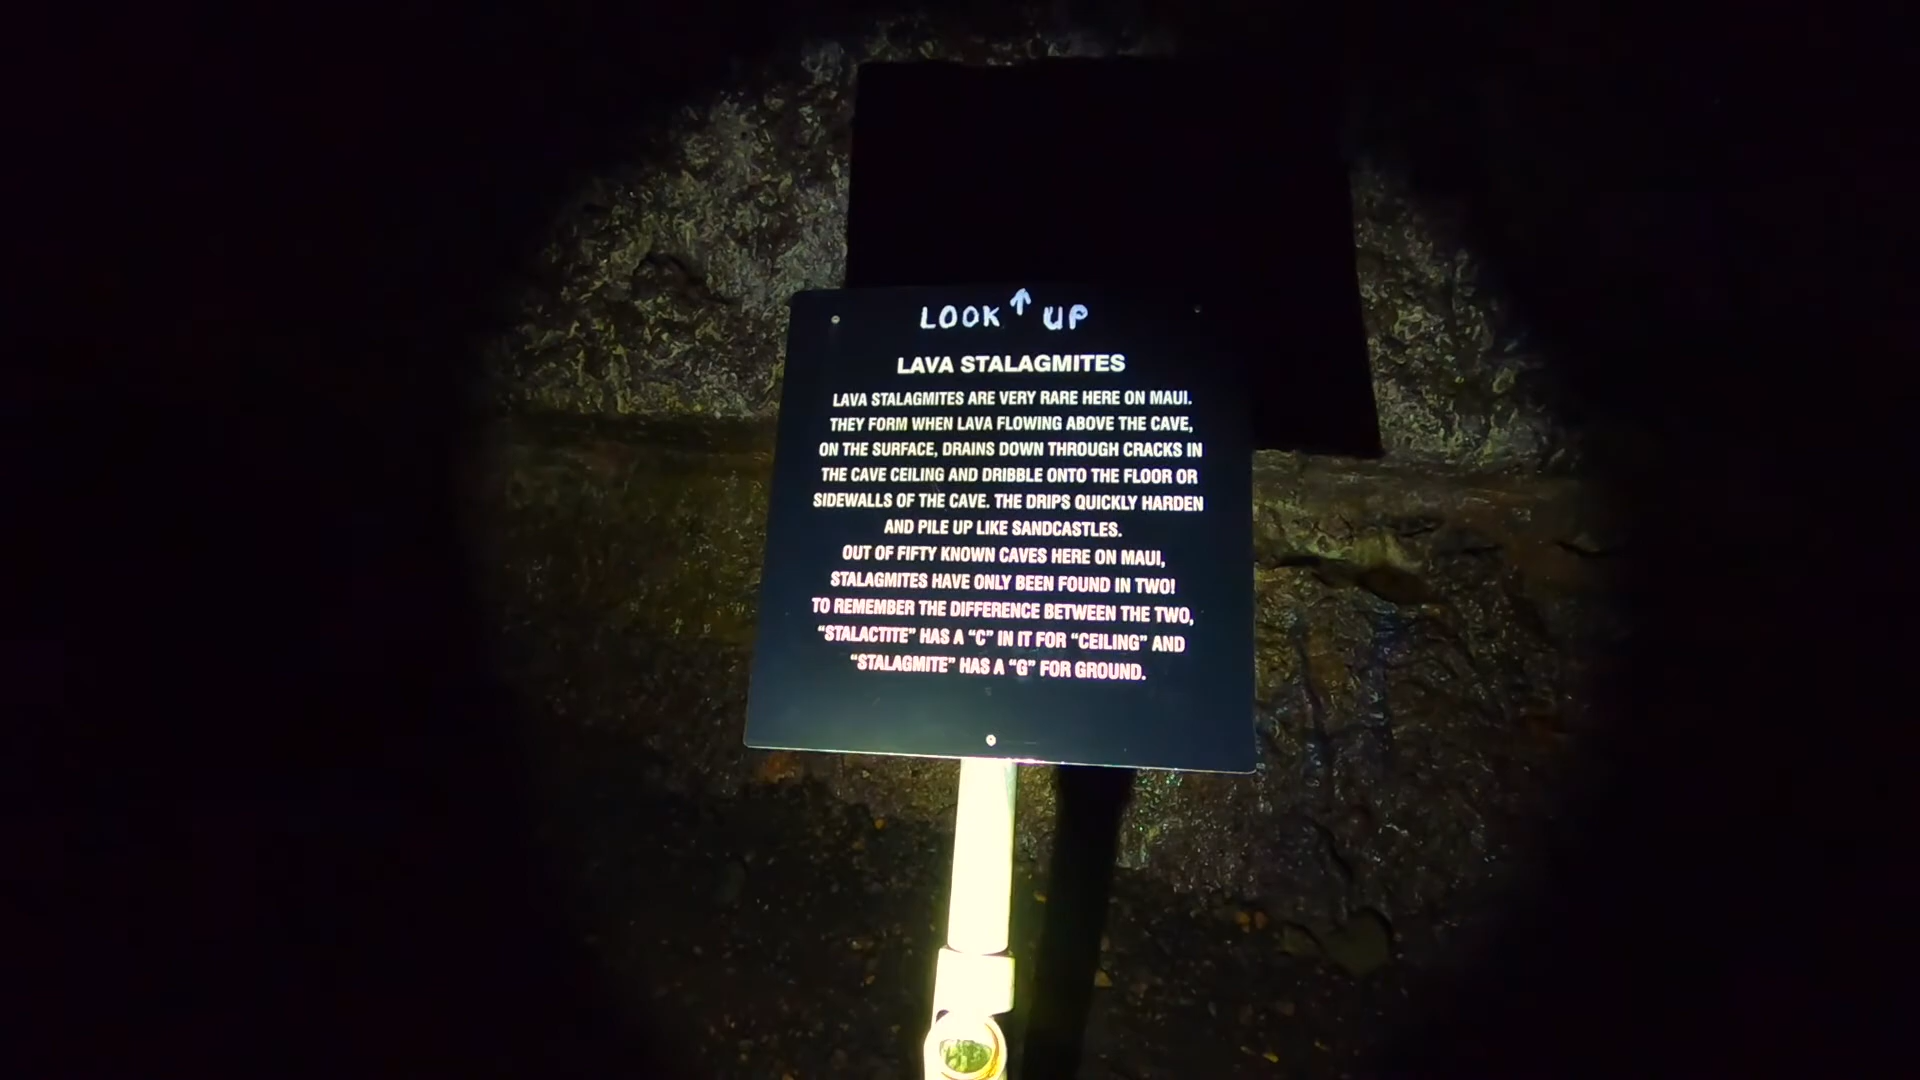 LOOK ↑ UP
LAVA STALAGMITES
LAVA STALAGMITES ARE VERY RARE HERE ON MAUI.
THEY FORM WHEN LAVA FLOWING ABOVE THE CAVE,
ON THE SURFACE, DRAINS DOWN THROUGH CRACKS IN
THE CAVE CEILING AND DRIBBLE ONTO THE FLOOR OR
SIDEWALLS OF THE CAVE. THE DRIPS QUICKLY HARDEN
AND PILE UP LIKE SANDCASTLES.
OUT OF FIFTY KNOWN CAVES HERE ON MAUI,
STALAGMITES HAVE ONLY BEEN FOUND IN TWO!
TO REMEMBER THE DIFFERENCE BETWEEN THE TWO,
“STALACTITE” HAS A “C” IN IT FOR “CEILING” AND
“STALAGMITE” HAS A “G” FOR GROUND.